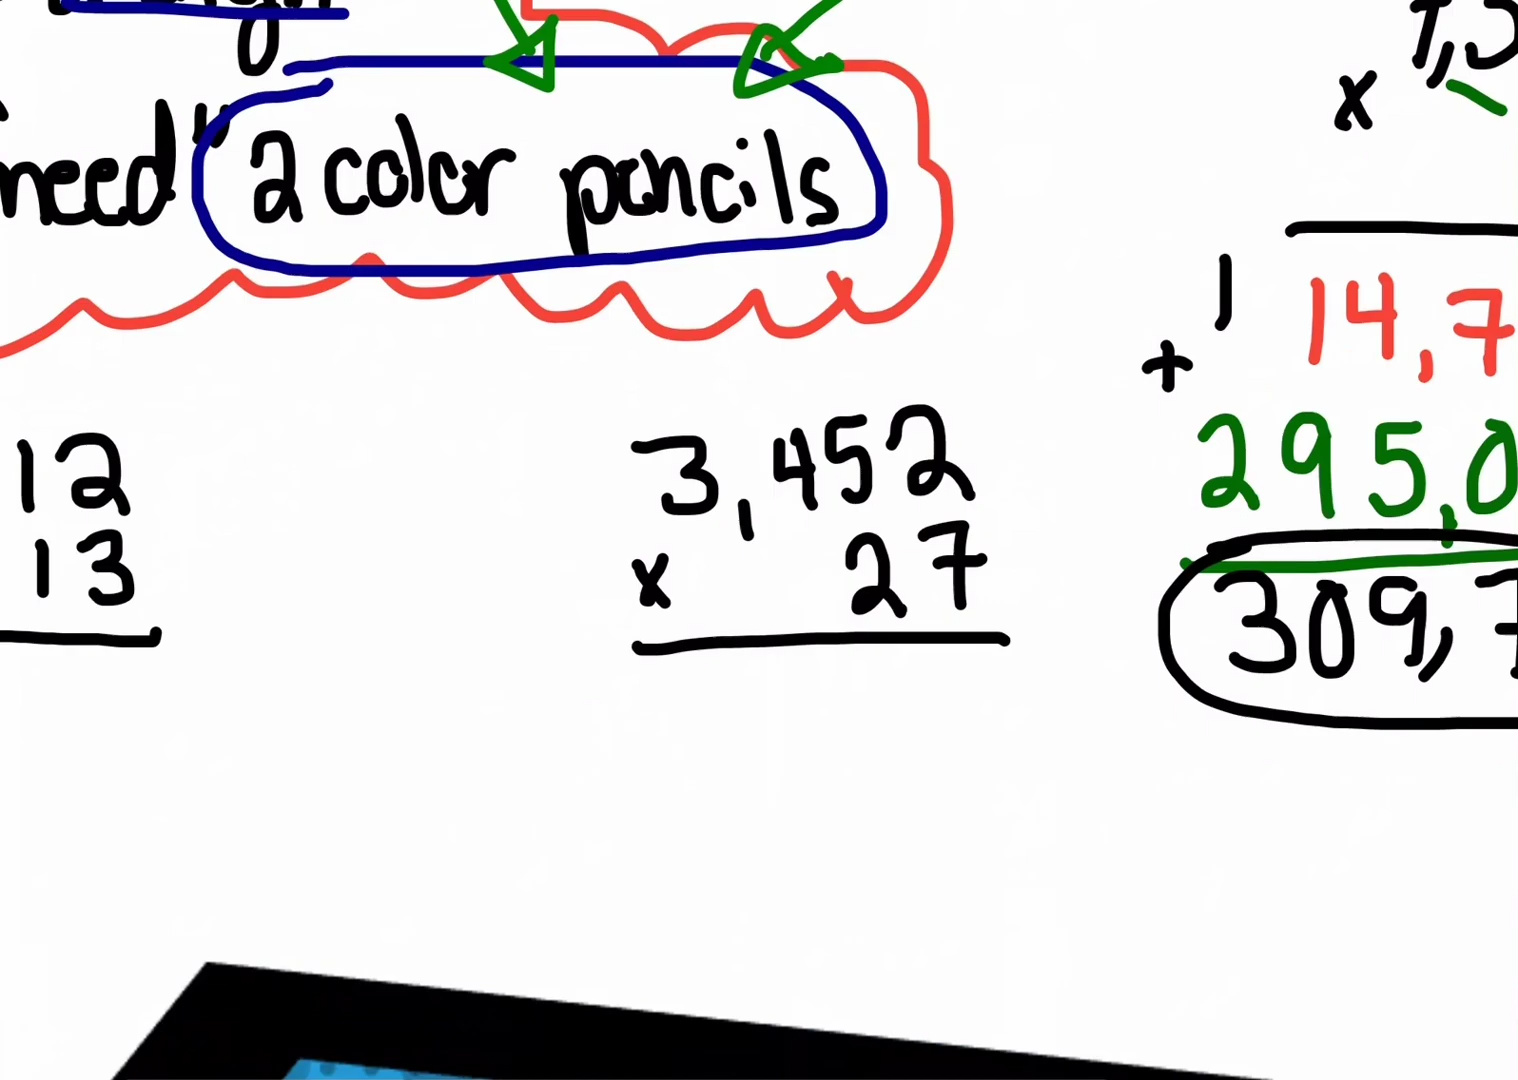 need" 2 color pencils
12
13
3,452
x 27
x
1 14,7
+
295,0
309,7